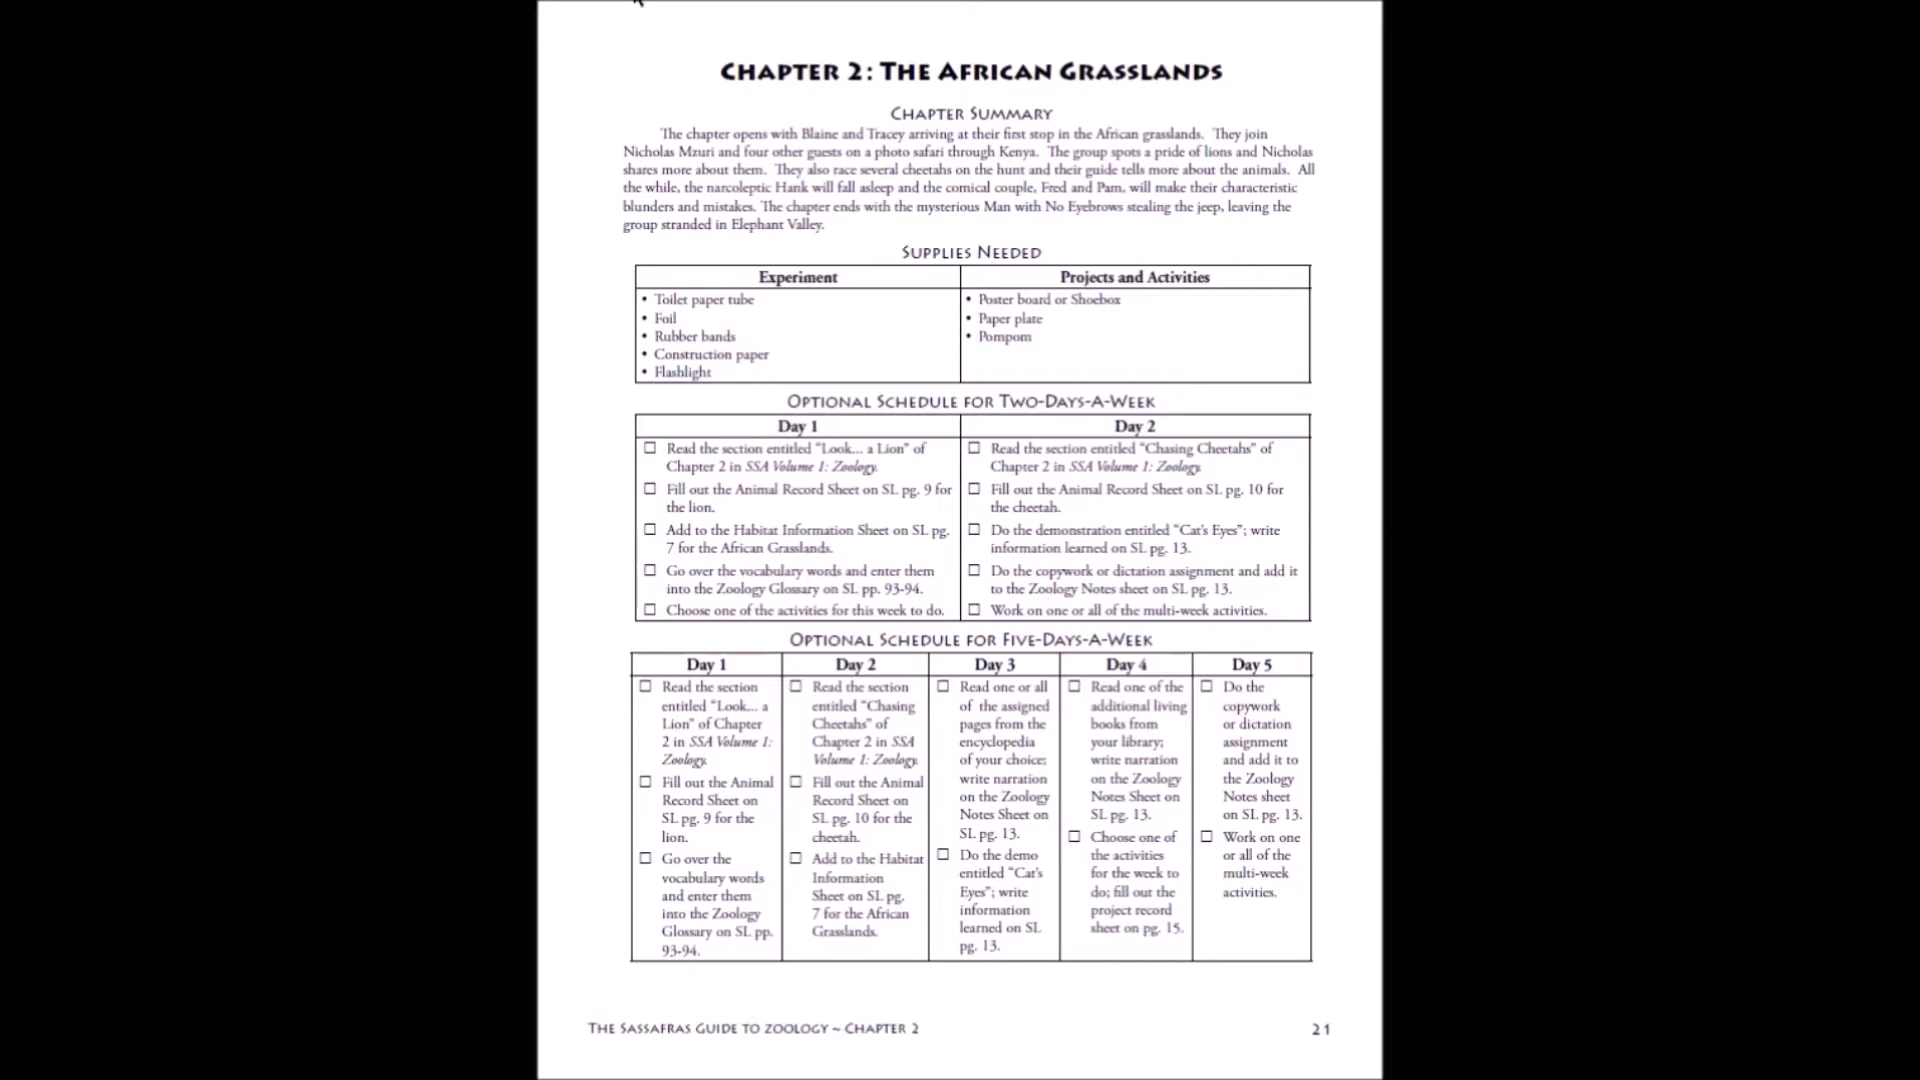 CHAPTER 2: THE AFRICAN GRASSLANDS
CHAPTER SUMMARY
The chapter opens with Blaine and Tracey arriving at their first stop in the African grasslands. They join
Nicholas Mzuri and four other guests on a photo safari through Kenya. The group spots a pride of lions and Nicholas
shares more about them. They also race several cheetahs on the hunt and their guide tells more about the animals. All
the while, the narcoleptic Hank will fall asleep and the comical couple, Fred and Pam, will make their characteristic
blunders and mistakes. The chapter ends with the mysterious Man with No Eyebrows stealing the jeep, leaving the
group stranded in Elephant Valley.
SUPPLIES NEEDED
Experiment
• Toilet paper tube
• Foil
• Rubber bands
• Construction paper
• Flashlight
Projects and Activities
• Poster board or Shoebox
• Paper plate
• Pompom
OPTIONAL SCHEDULE FOR TWO-DAYS-A-WEEK
Day 1
☐ Read the section entitled “Look... a Lion” of
Chapter 2 in SSA Volume 1: Zoology.
☐ Fill out the Animal Record Sheet on SL pg. 9 for
the lion.
☐ Add to the Habitat Information Sheet on SL pg.
7 for the African Grasslands.
☐ Go over the vocabulary words and enter them
into the Zoology Glossary on SL pp. 93-94.
☐ Choose one of the activities for this week to do.
Day 2
☐ Read the section entitled “Chasing Cheetahs” of
Chapter 2 in SSA Volume 1: Zoology.
☐ Fill out the Animal Record Sheet on SL pg. 10 for
the cheetah.
☐ Do the demonstration entitled “Cat’s Eyes”; write
information learned on SL pg. 13.
☐ Do the copywork or dictation assignment and add it
to the Zoology Notes sheet on SL pg. 13.
☐ Work on one or all of the multi-week activities.
OPTIONAL SCHEDULE FOR FIVE-DAYS-A-WEEK
Day 1
☐ Read the section
entitled “Look... a
Lion” of Chapter
2 in SSA Volume 1:
Zoology.
☐ Fill out the Animal
Record Sheet on
SL pg. 9 for the
lion.
☐ Go over the
vocabulary words
and enter them
into the Zoology
Glossary on SL pp.
93-94.
Day 2
☐ Read the section
entitled “Chasing
Cheetahs” of
Chapter 2 in SSA
Volume 1: Zoology.
☐ Fill out the Animal
Record Sheet on
SL pg. 10 for the
cheetah.
☐ Add to the Habitat
Information
Sheet on SL pg.
7 for the African
Grasslands.
Day 3
☐ Read one or all
of the assigned
pages from the
encyclopedia
of your choice;
write narration
on the Zoology
Notes Sheet on
SL pg. 13.
☐ Do the demo
entitled “Cat’s
Eyes”; write
information
learned on SL
pg. 13.
Day 4
☐ Read one of the
additional living
books from
your library;
write narration
on the Zoology
Notes Sheet on
SL pg. 13.
☐ Choose one of
the activities
for the week to
do; fill out the
project record
sheet on pg. 15.
Day 5
☐ Do the
copywork
or dictation
assignment
and add it to
the Zoology
Notes sheet
on SL pg. 13.
☐ Work on one
or all of the
multi-week
activities.
THE SASSAFRAS GUIDE TO ZOOLOGY ~ CHAPTER 2
21